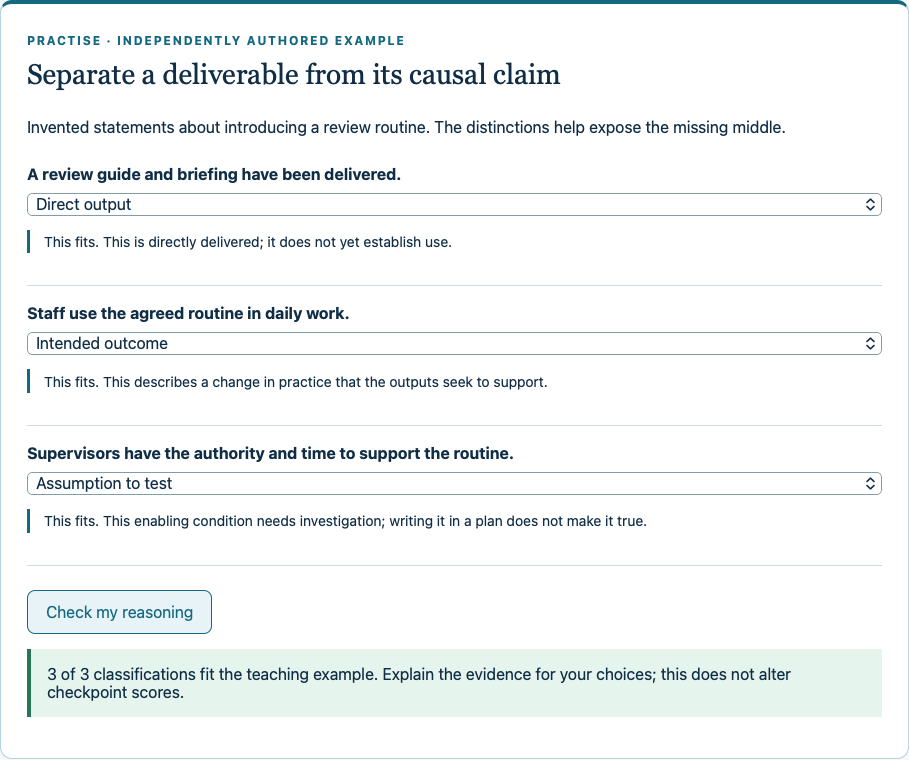 PRACTISE · INDEPENDENTLY AUTHORED EXAMPLE
Separate a deliverable from its causal claim
Invented statements about introducing a review routine. The distinctions help expose the missing middle.
A review guide and briefing have been delivered.
Direct output
This fits. This is directly delivered; it does not yet establish use.
Staff use the agreed routine in daily work.
Intended outcome
This fits. This describes a change in practice that the outputs seek to support.
Supervisors have the authority and time to support the routine.
Assumption to test
This fits. This enabling condition needs investigation; writing it in a plan does not make it true.
Check my reasoning
3 of 3 classifications fit the teaching example. Explain the evidence for your choices; this does not alter
checkpoint scores.